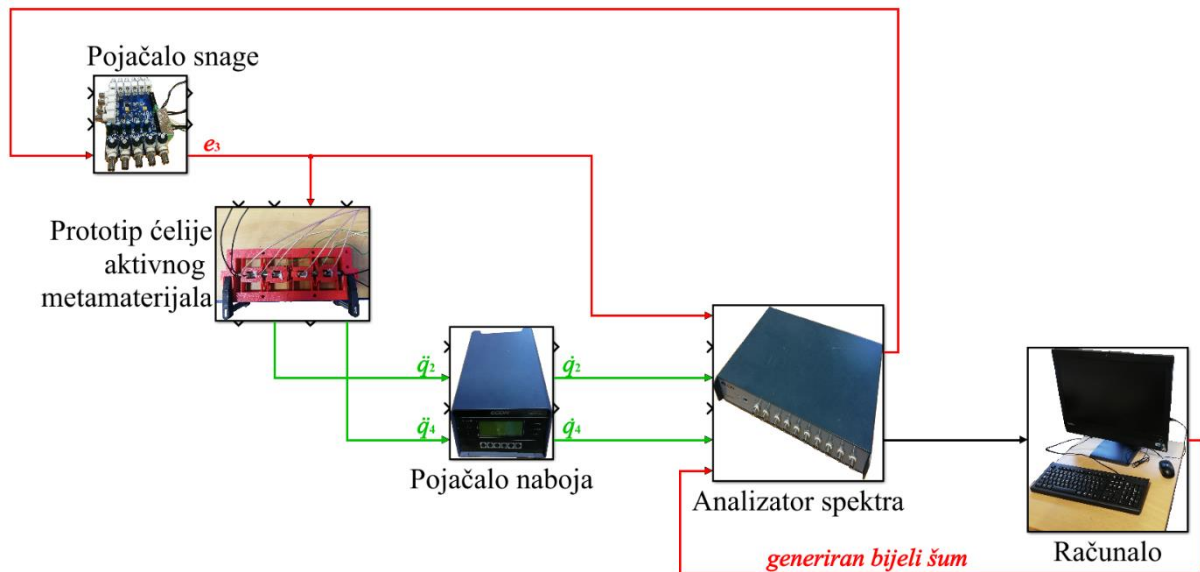 Pojačalo snage
e₃
Prototip ćelije
aktivnog
metamaterijala
q̈₂
q̇₂
q̈₄
q̇₄
Pojačalo naboja
Analizator spektra
generiran bijeli šum
Računalo